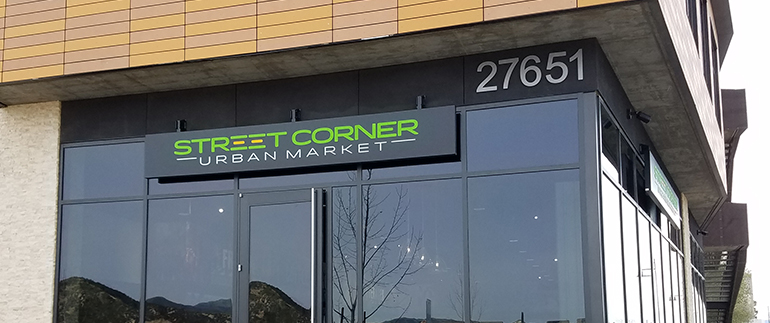 27651
STREET CORNER
URBAN MARKET